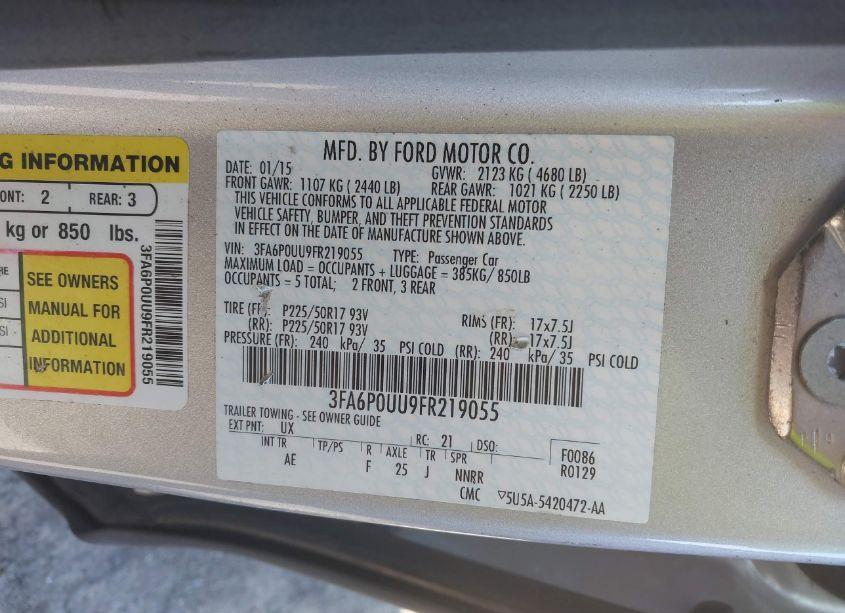 G INFORMATION
ONT: 2 REAR: 3
kg or 850 lbs.
RE
SI
SI
SEE OWNERS
MANUAL FOR
ADDITIONAL
INFORMATION
3FA6P0UU9FR219055
MFD. BY FORD MOTOR CO.
DATE: 01/15 GVWR: 2123 KG ( 4680 LB)
FRONT GAWR: 1107 KG ( 2440 LB) REAR GAWR: 1021 KG ( 2250 LB)
THIS VEHICLE CONFORMS TO ALL APPLICABLE FEDERAL MOTOR
VEHICLE SAFETY, BUMPER, AND THEFT PREVENTION STANDARDS
IN EFFECT ON THE DATE OF MANUFACTURE SHOWN ABOVE.
VIN: 3FA6P0UU9FR219055 TYPE: Passenger Car
MAXIMUM LOAD = OCCUPANTS + LUGGAGE = 385KG/ 850LB
OCCUPANTS = 5 TOTAL; 2 FRONT, 3 REAR
TIRE (FR): P225/50R17 93V RIMS (FR): 17x7.5J
(RR): P225/50R17 93V (RR): 17x7.5J
PRESSURE (FR): 240 kPa/ 35 PSI COLD (RR): 240 kPa/ 35 PSI COLD
3FA6P0UU9FR219055
TRAILER TOWING - SEE OWNER GUIDE
EXT PNT: UX RC: 21 DSO: F0086
R0129
INT TR TP/PS R AXLE TR SPR
AE F 25 J NNRR
CMC ▽5U5A-5420472-AA